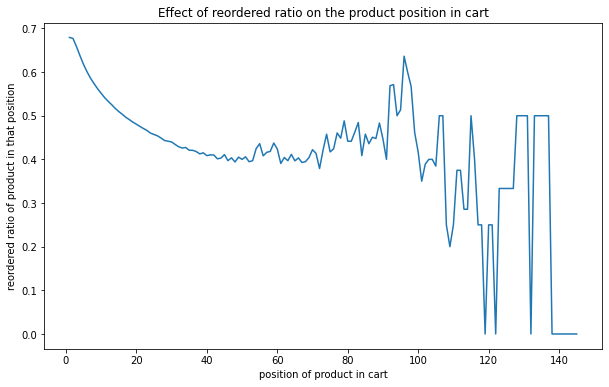 Effect of reordered ratio on the product position in cart
reordered ratio of product in that position
0.7
0.6
0.5
0.4
0.3
0.2
0.1
0.0
0 20 40 60 80 100 120 140
position of product in cart